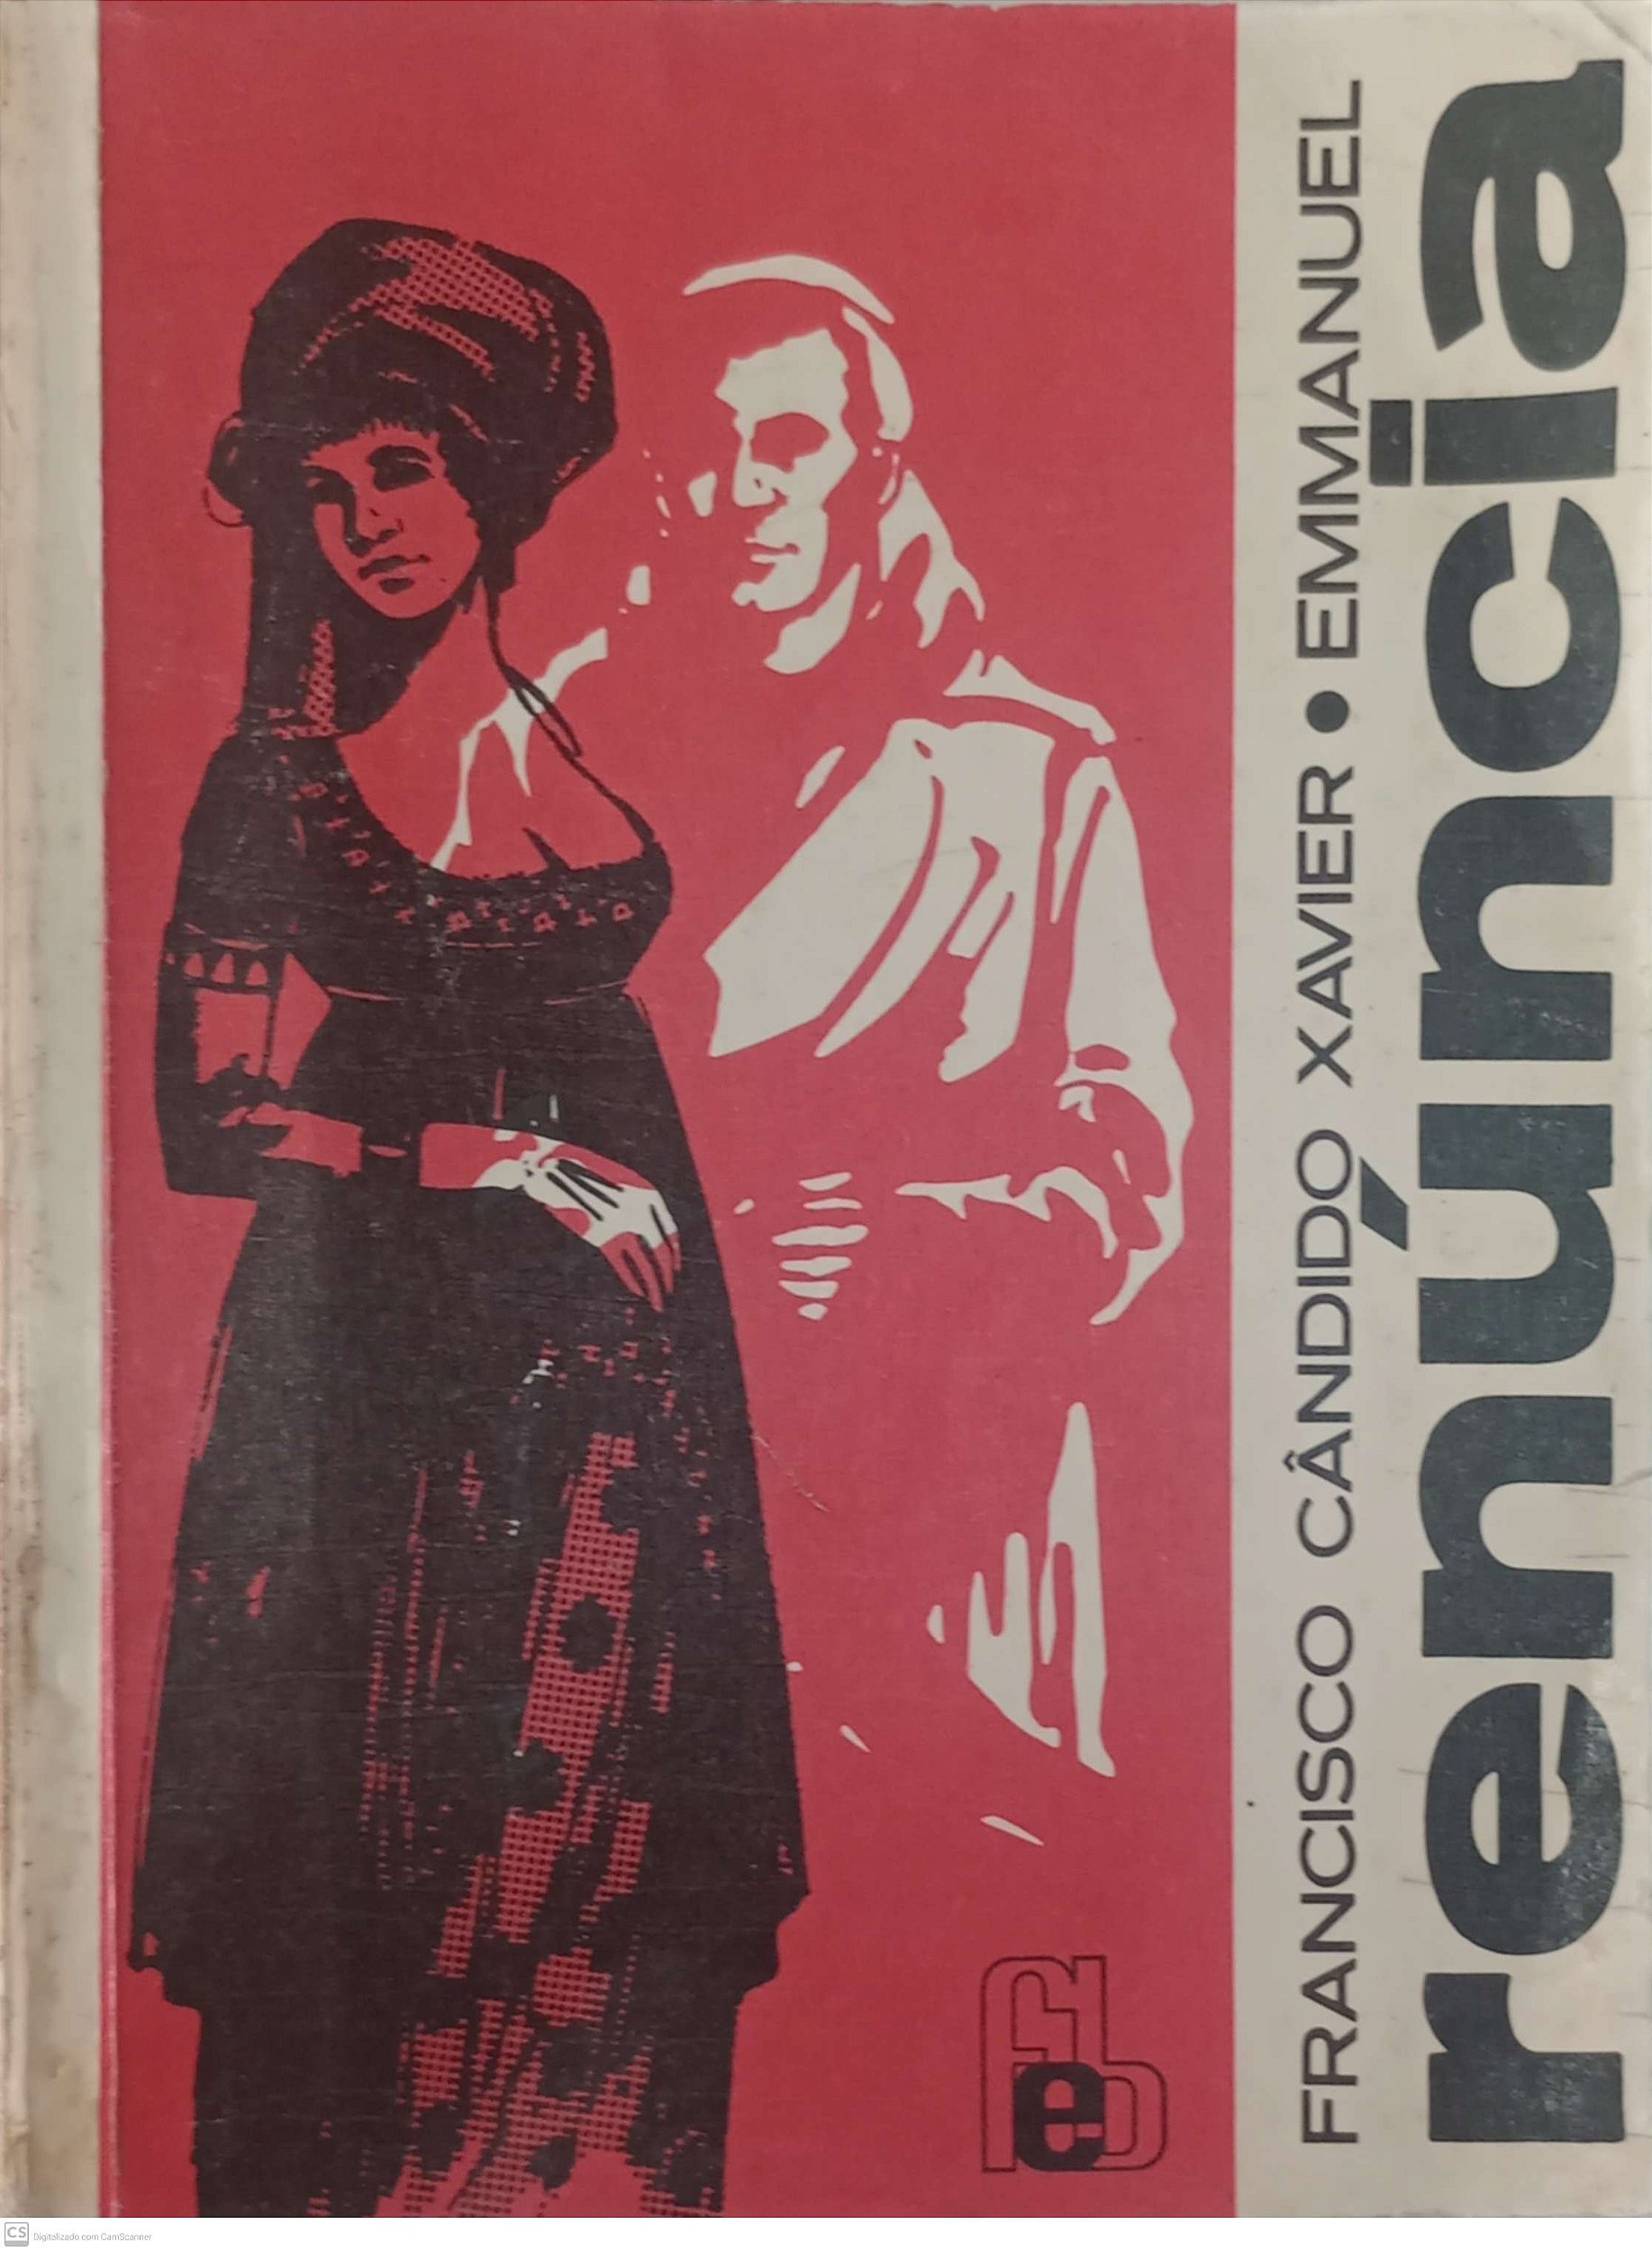 FRANCISCO CÂNDIDO XAVIER • EMMANUEL
renúncia
feb
CS Digitalizado com CamScanner